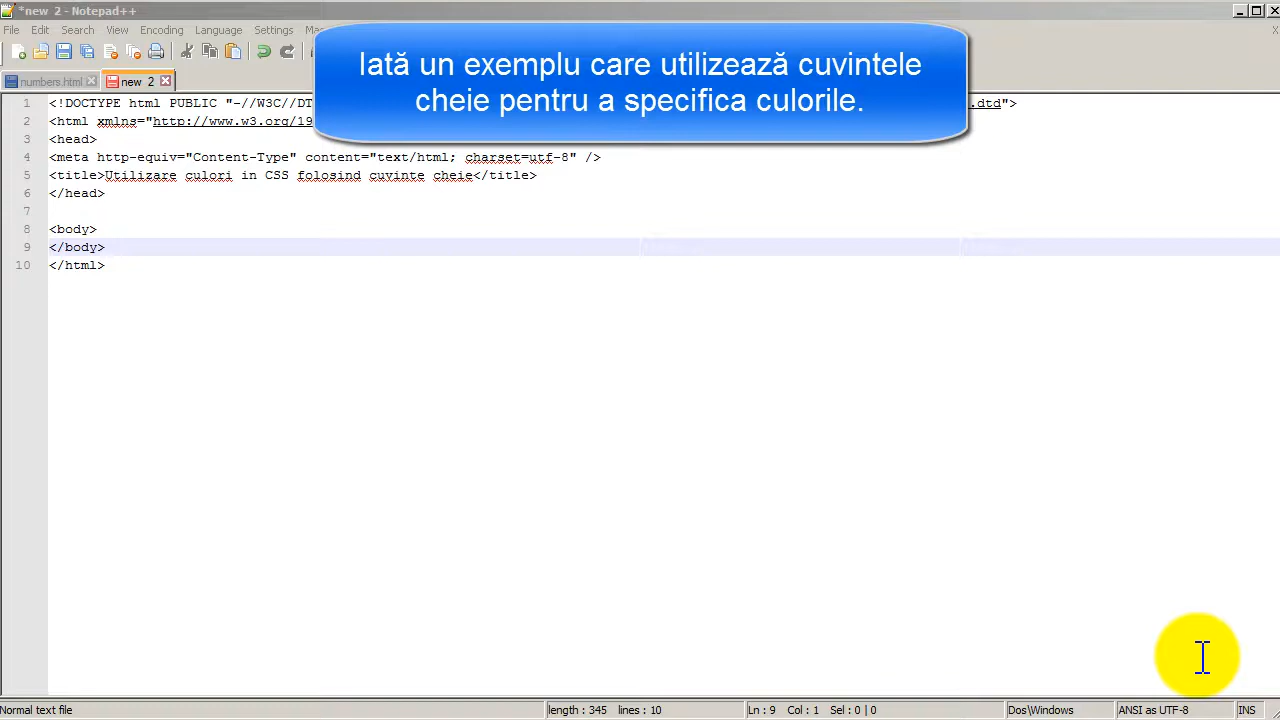 *new 2 - Notepad++
File Edit Search View Encoding Language Settings
Iată un exemplu care utilizează cuvintele
cheie pentru a specifica culorile.
numbers.html new 2
1 <!DOCTYPE html PUBLIC "-//W3C//DT .dtd">
2 <html xmlns="http://www.w3.org/19
3 <head>
4 <meta http-equiv="Content-Type" content="text/html; charset=utf-8" />
5 <title>Utilizare culori in CSS folosind cuvinte cheie</title>
6 </head>
7
8 <body>
9 </body>
10 </html>
Normal text file length : 345 lines : 10 Ln : 9 Col : 1 Sel : 0 | 0 Dos\Windows ANSI as UTF-8 INS